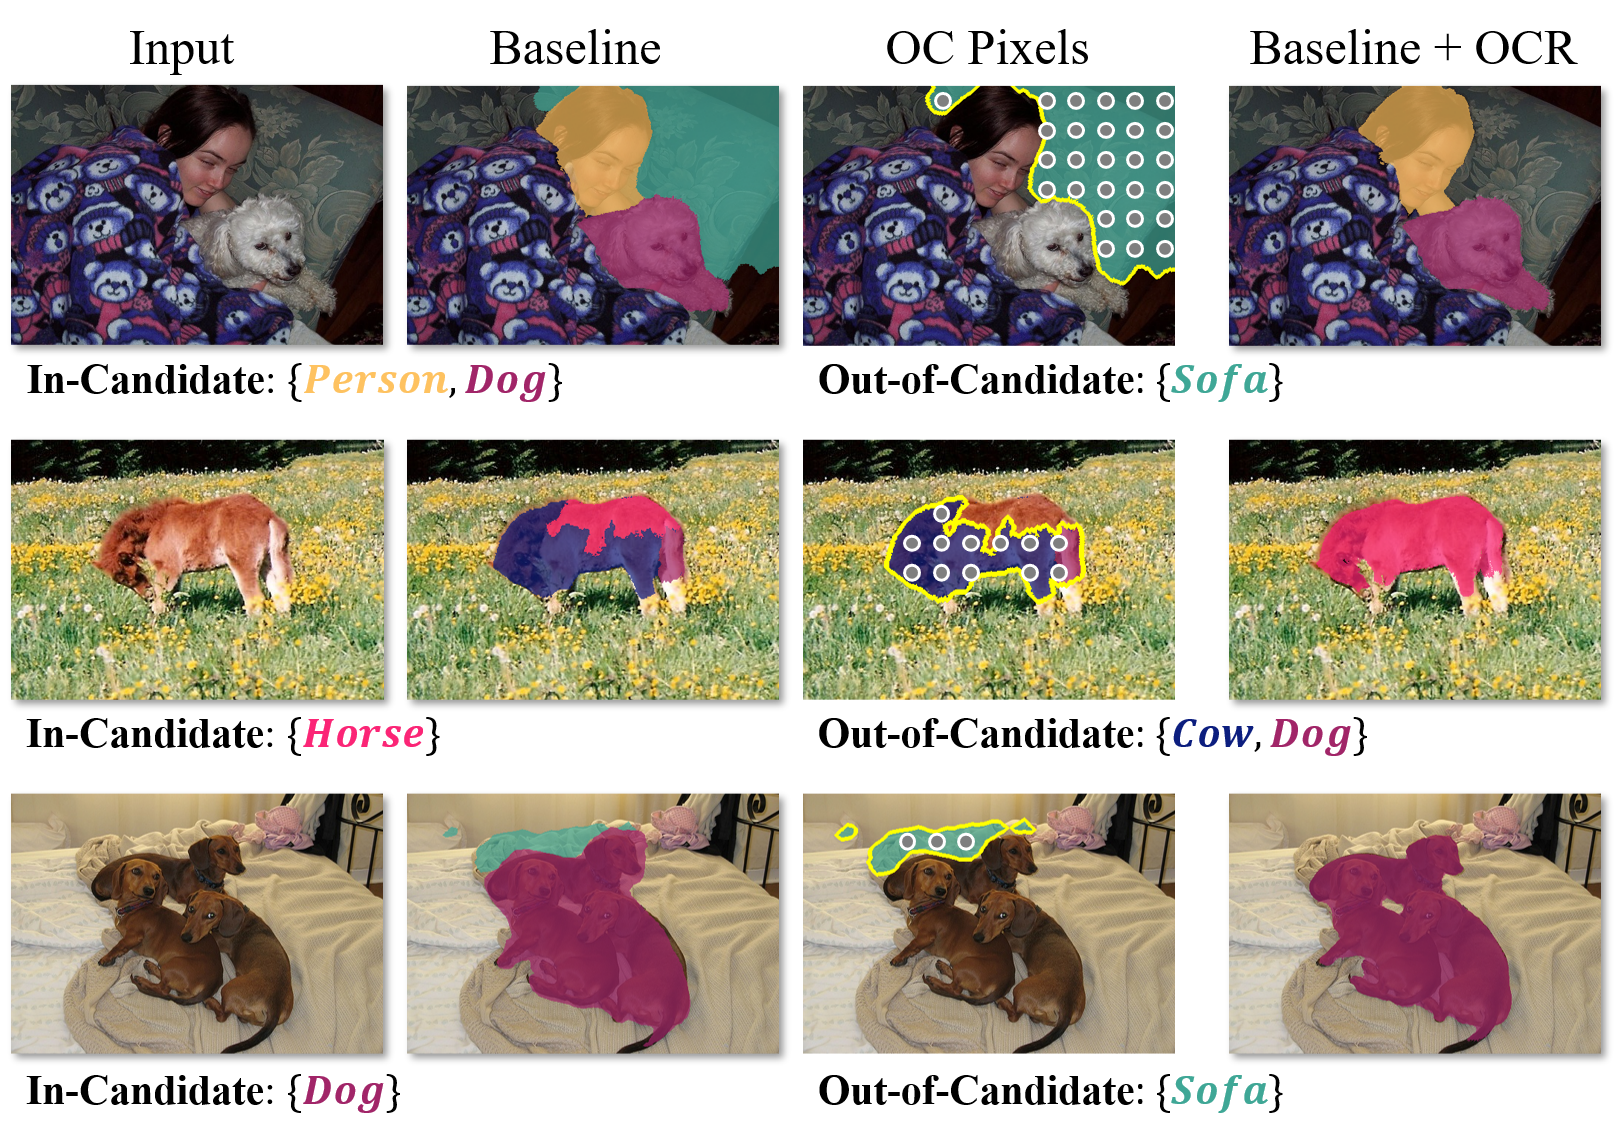 Input Baseline OC Pixels Baseline + OCR
In-Candidate: {Person, Dog} Out-of-Candidate: {Sofa}
In-Candidate: {Horse} Out-of-Candidate: {Cow, Dog}
In-Candidate: {Dog} Out-of-Candidate: {Sofa}